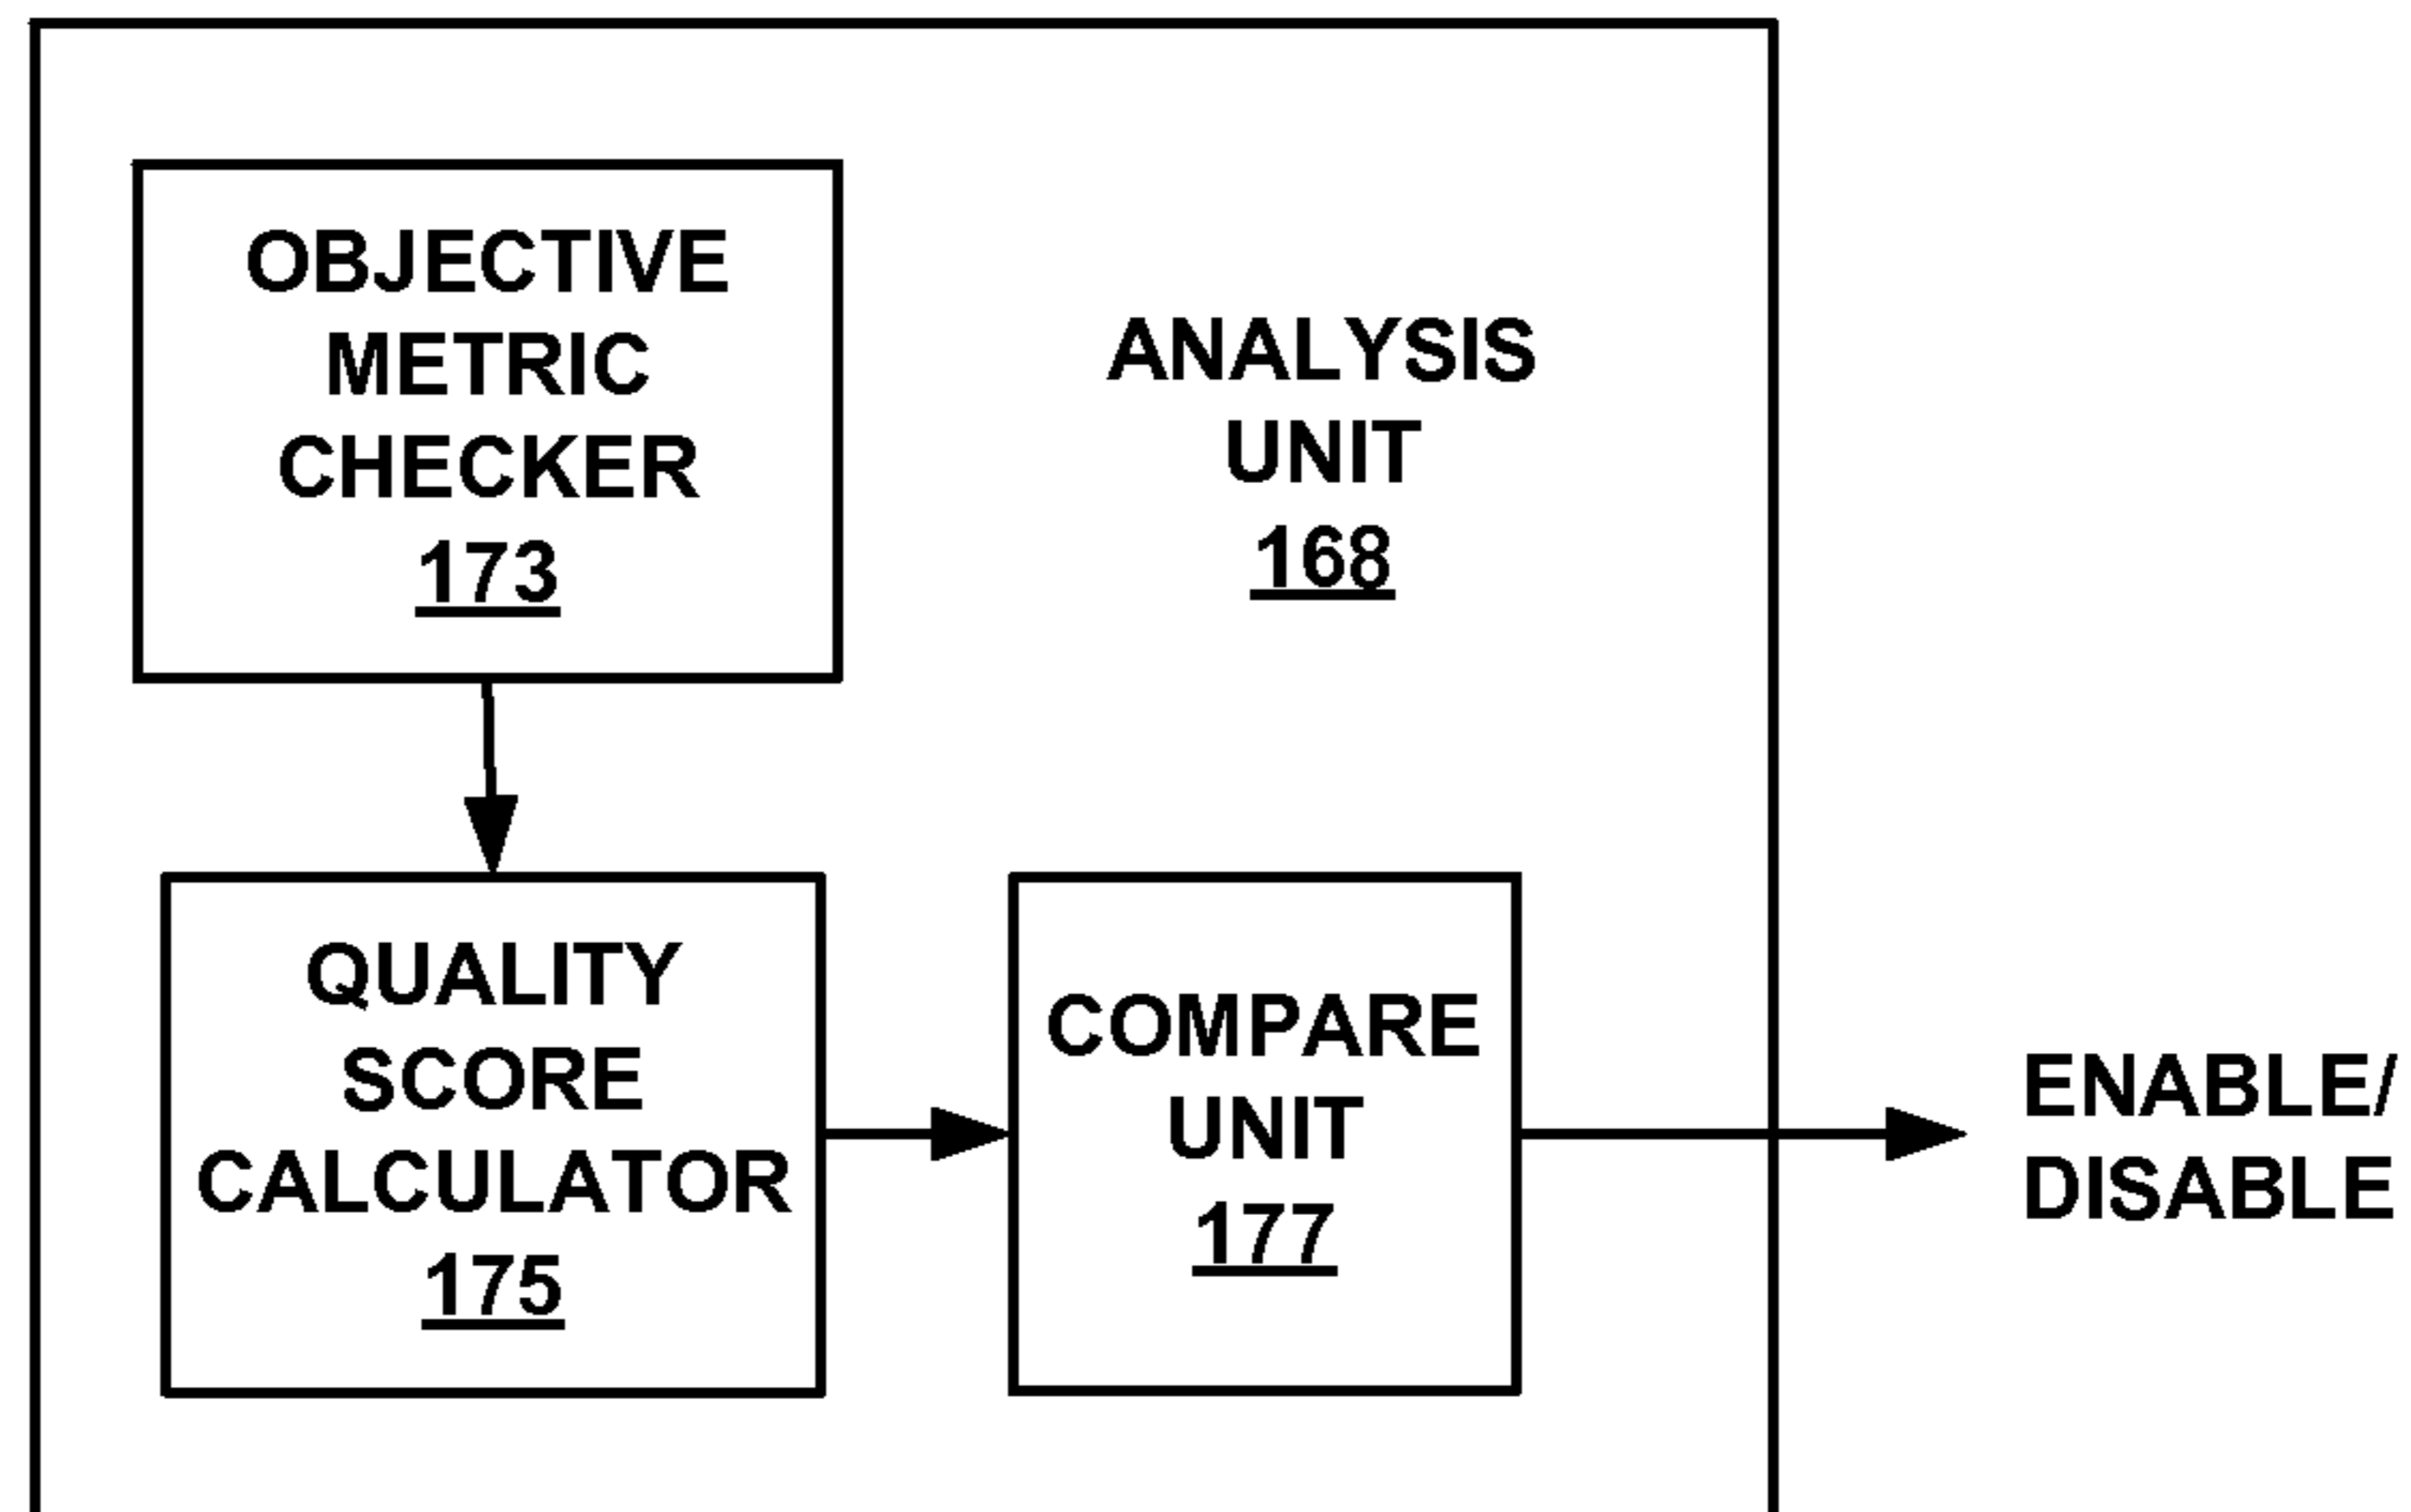 OBJECTIVE
METRIC
CHECKER
173
ANALYSIS
UNIT
168
QUALITY
SCORE
CALCULATOR
175
COMPARE
UNIT
177
ENABLE/
DISABLE